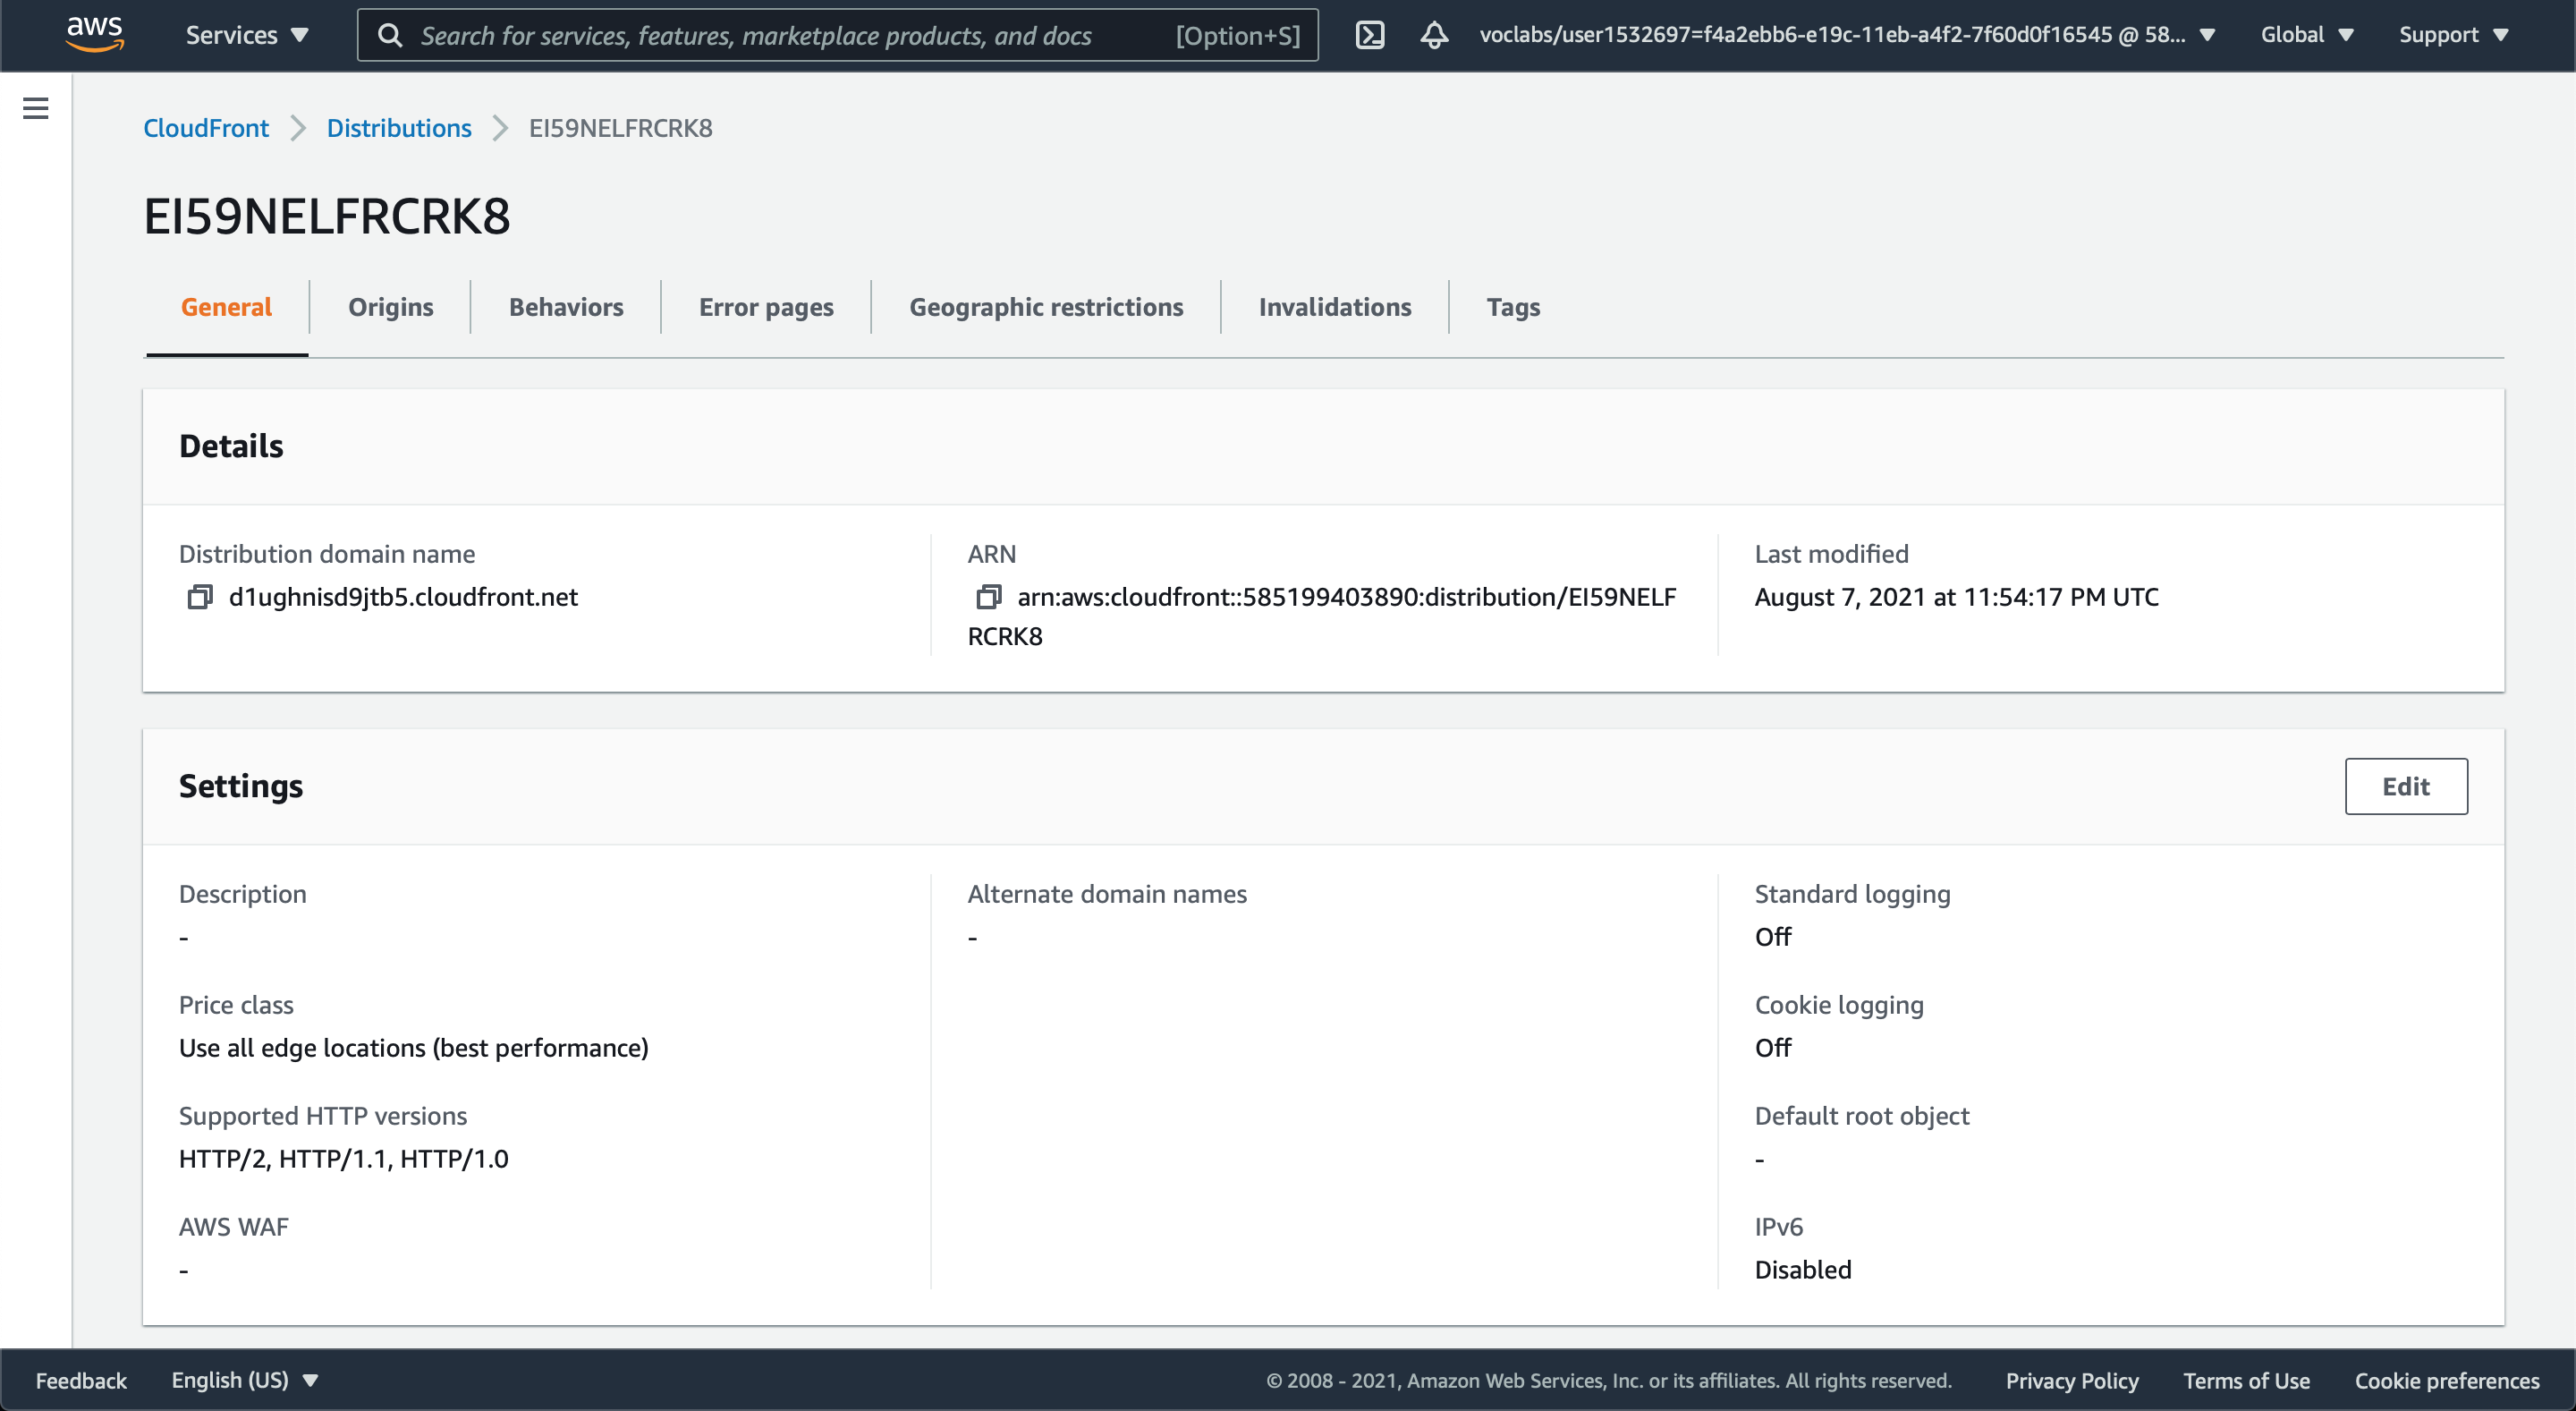 aws
Services
Search for services, features, marketplace products, and docs
[Option+S]
voclabs/user1532697=f4a2ebb6-e19c-11eb-a4f2-7f60d0f16545 @ 58...
Global
Support
CloudFront
Distributions
EI59NELFRCRK8
EI59NELFRCRK8
General
Origins
Behaviors
Error pages
Geographic restrictions
Invalidations
Tags
Details
Distribution domain name
d1ughnisd9jtb5.cloudfront.net
ARN
arn:aws:cloudfront::585199403890:distribution/EI59NELF
RCRK8
Last modified
August 7, 2021 at 11:54:17 PM UTC
Settings
Edit
Description
-
Price class
Use all edge locations (best performance)
Supported HTTP versions
HTTP/2, HTTP/1.1, HTTP/1.0
AWS WAF
-
Alternate domain names
-
Standard logging
Off
Cookie logging
Off
Default root object
-
IPv6
Disabled
Feedback
English (US)
© 2008 - 2021, Amazon Web Services, Inc. or its affiliates. All rights reserved.
Privacy Policy
Terms of Use
Cookie preferences